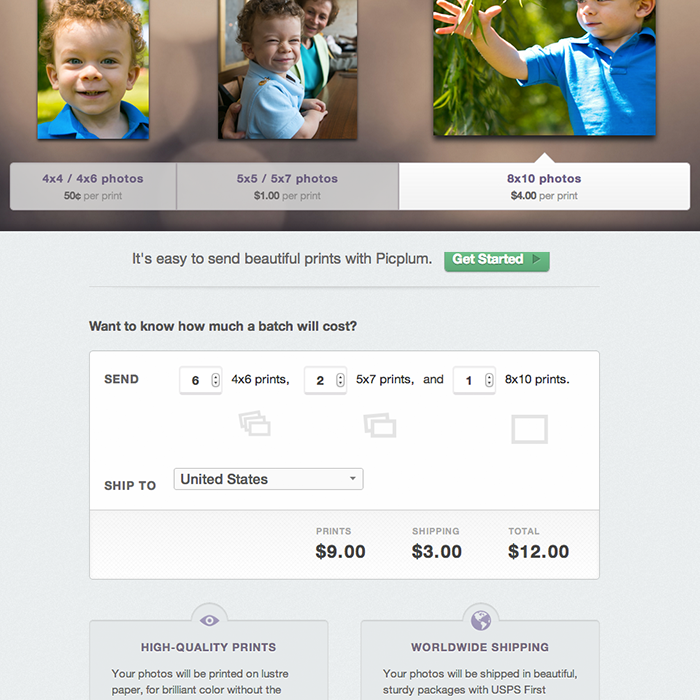 4x4 / 4x6 photos
50¢ per print
5x5 / 5x7 photos
$1.00 per print
8x10 photos
$4.00 per print
It's easy to send beautiful prints with Picplum.
Get Started
Want to know how much a batch will cost?
SEND 6 4x6 prints, 2 5x7 prints, and 1 8x10 prints.
SHIP TO United States
PRINTS SHIPPING TOTAL
$9.00 $3.00 $12.00
HIGH-QUALITY PRINTS
Your photos will be printed on lustre
paper, for brilliant color without the
WORLDWIDE SHIPPING
Your photos will be shipped in beautiful,
sturdy packages with USPS First